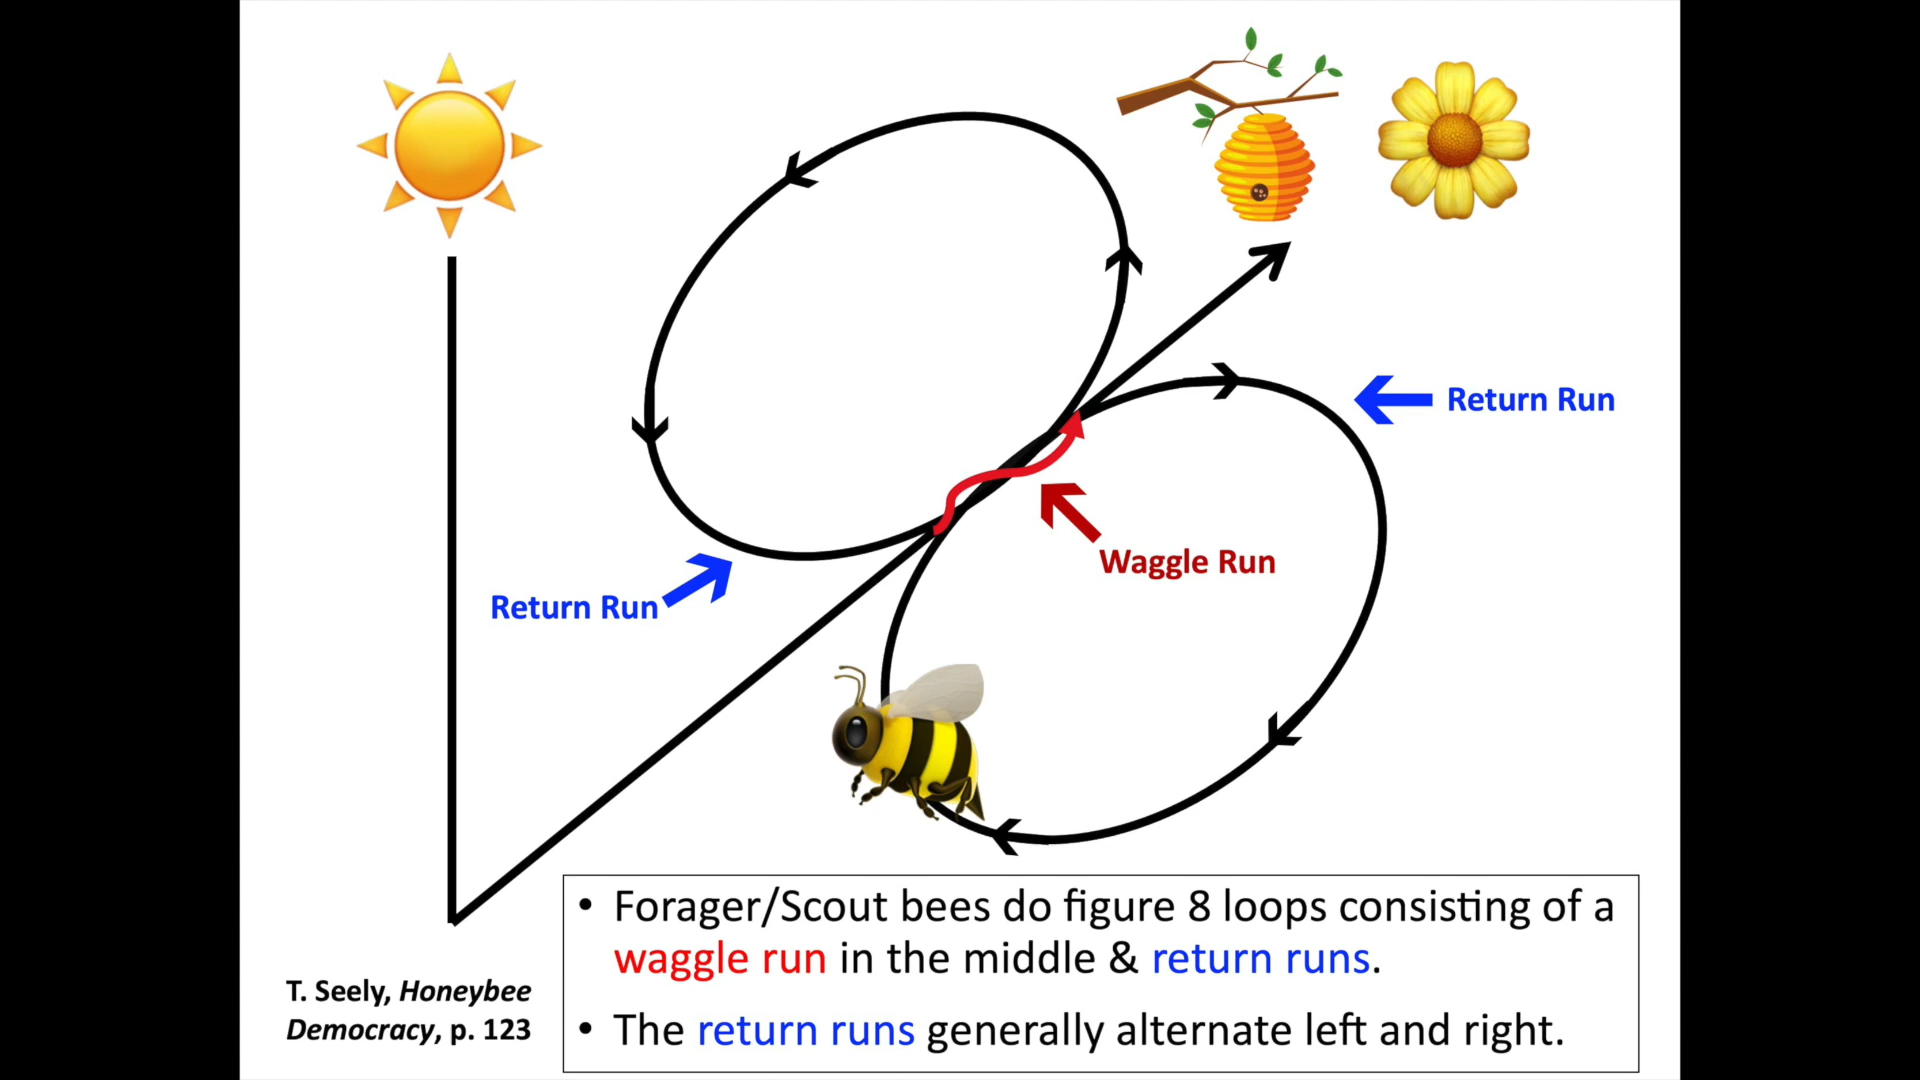 Return Run
Waggle Run
Return Run
• Forager/Scout bees do figure 8 loops consisting of a
waggle run in the middle & return runs.
• The return runs generally alternate left and right.
T. Seely, Honeybee
Democracy, p. 123